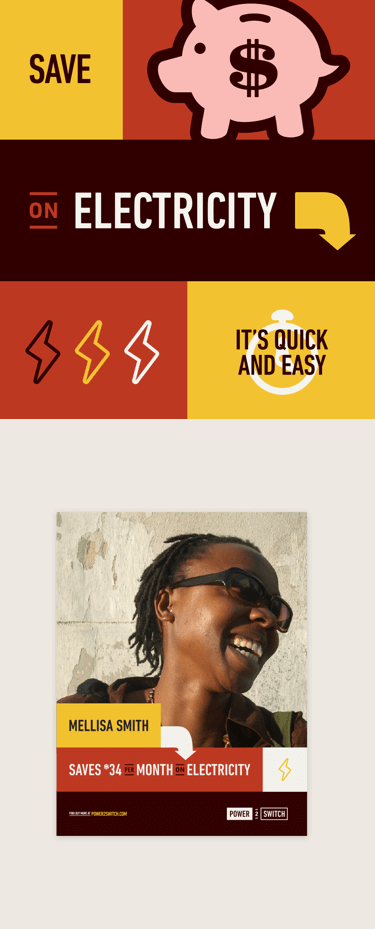 SAVE
$
ON ELECTRICITY
IT'S QUICK
AND EASY
MELLISA SMITH
SAVES $34 PER MONTH ON ELECTRICITY
FIND OUT MORE AT POWER2SWITCH.COM
POWER 2 SWITCH